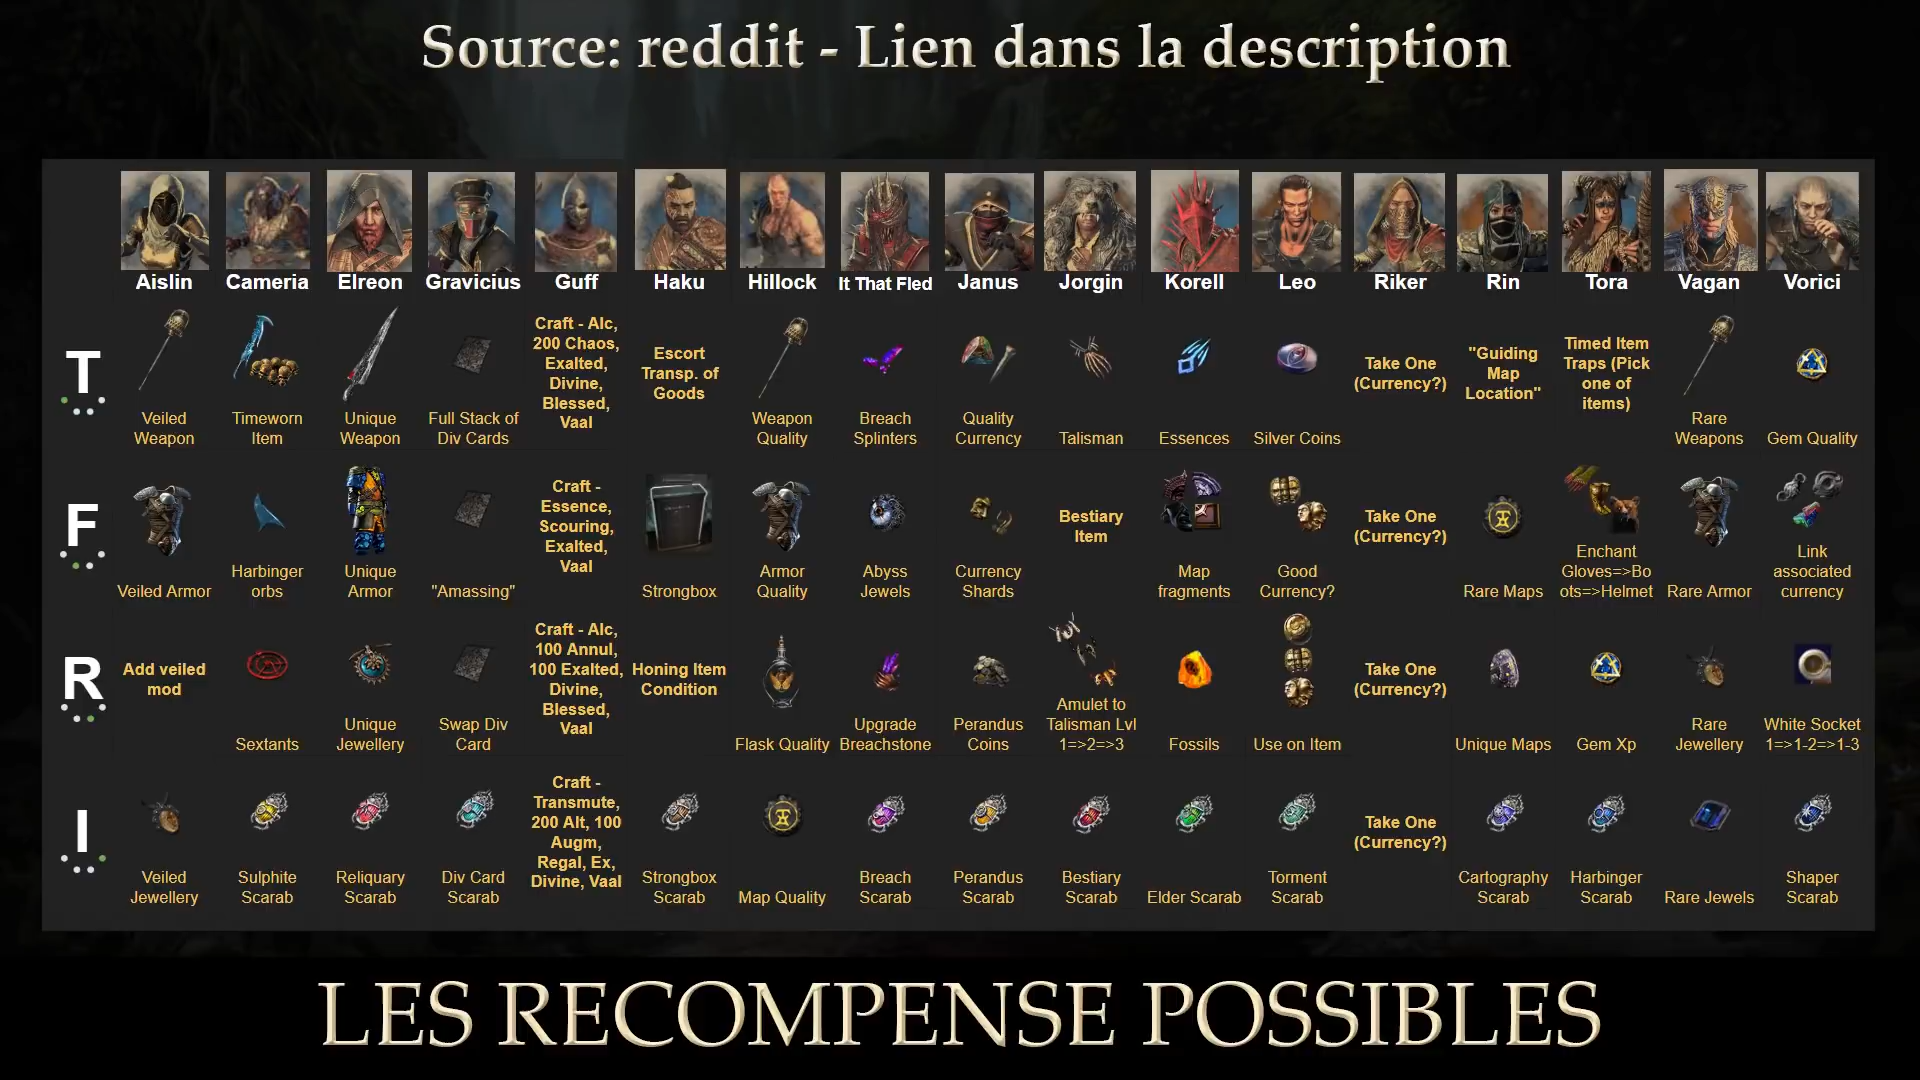 Source: reddit - Lien dans la description
Aislin Cameria Elreon Gravicius Guff Haku Hillock It That Fled Janus Jorgin Korell Leo Riker Rin Tora Vagan Vorici
T
Veiled
Weapon
Timeworn
Item
Unique
Weapon
Full Stack of
Div Cards
Craft - Alc,
200 Chaos,
Exalted,
Divine,
Blessed,
Vaal
Escort
Transp. of
Goods
Weapon
Quality
Breach
Splinters
Quality
Currency
Talisman
Essences
Silver Coins
Take One
(Currency?)
"Guiding
Map
Location"
Timed Item
Traps (Pick
one of
items)
Rare
Weapons
Gem Quality
F
Veiled Armor
Harbinger
orbs
Unique
Armor
"Amassing"
Craft -
Essence,
Scouring,
Exalted,
Vaal
Strongbox
Armor
Quality
Abyss
Jewels
Currency
Shards
Bestiary
Item
Map
fragments
Good
Currency?
Take One
(Currency?)
Rare Maps
Enchant
Gloves=>Bo
ots=>Helmet
Rare Armor
Link
associated
currency
R
Add veiled
mod
Sextants
Unique
Jewellery
Swap Div
Card
Craft - Alc,
100 Annul,
100 Exalted,
Divine,
Blessed,
Vaal
Honing Item
Condition
Flask Quality
Upgrade
Breachstone
Perandus
Coins
Amulet to
Talisman Lvl
1=>2=>3
Fossils
Use on Item
Take One
(Currency?)
Unique Maps
Gem Xp
Rare
Jewellery
White Socket
1=>1-2=>1-3
I
Veiled
Jewellery
Sulphite
Scarab
Reliquary
Scarab
Div Card
Scarab
Craft -
Transmute,
200 Alt, 100
Augm,
Regal, Ex,
Divine, Vaal
Strongbox
Scarab
Map Quality
Breach
Scarab
Perandus
Scarab
Bestiary
Scarab
Elder Scarab
Torment
Scarab
Take One
(Currency?)
Cartography
Scarab
Harbinger
Scarab
Rare Jewels
Shaper
Scarab
LES RECOMPENSE POSSIBLES